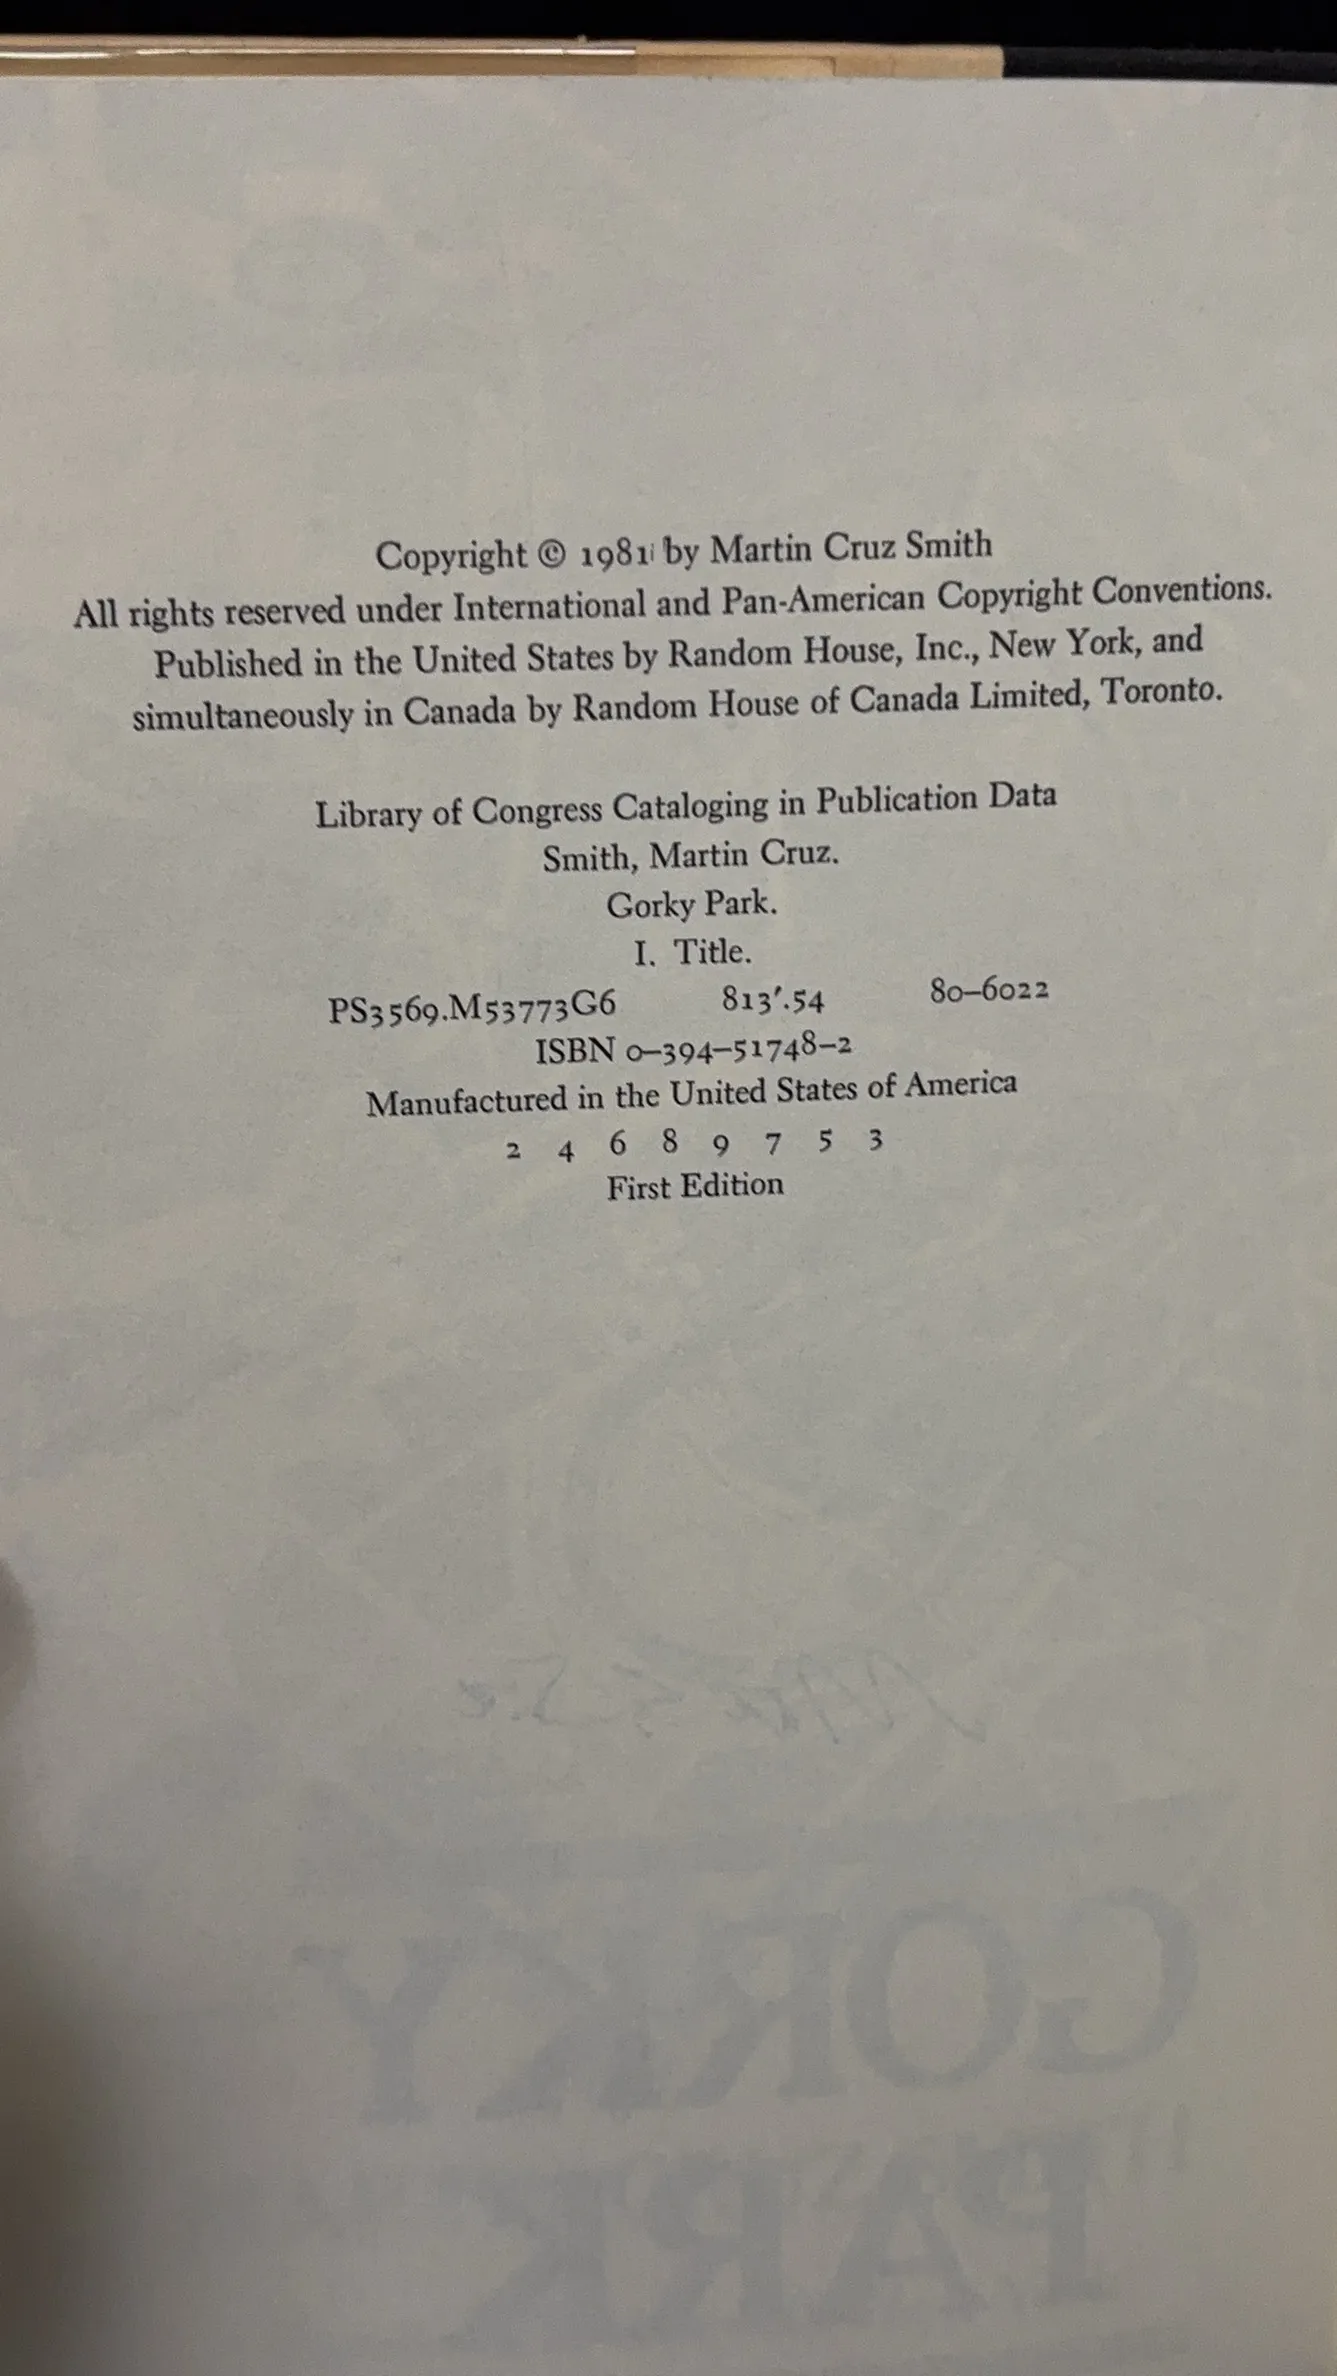 Copyright © 1981 by Martin Cruz Smith
All rights reserved under International and Pan-American Copyright Conventions.
Published in the United States by Random House, Inc., New York, and
simultaneously in Canada by Random House of Canada Limited, Toronto.
Library of Congress Cataloging in Publication Data
Smith, Martin Cruz.
Gorky Park.
I. Title.
PS3569.M53773G6 813'.54 80–6022
ISBN 0–394–51748–2
Manufactured in the United States of America
2 4 6 8 9 7 5 3
First Edition
GORKY
PARK